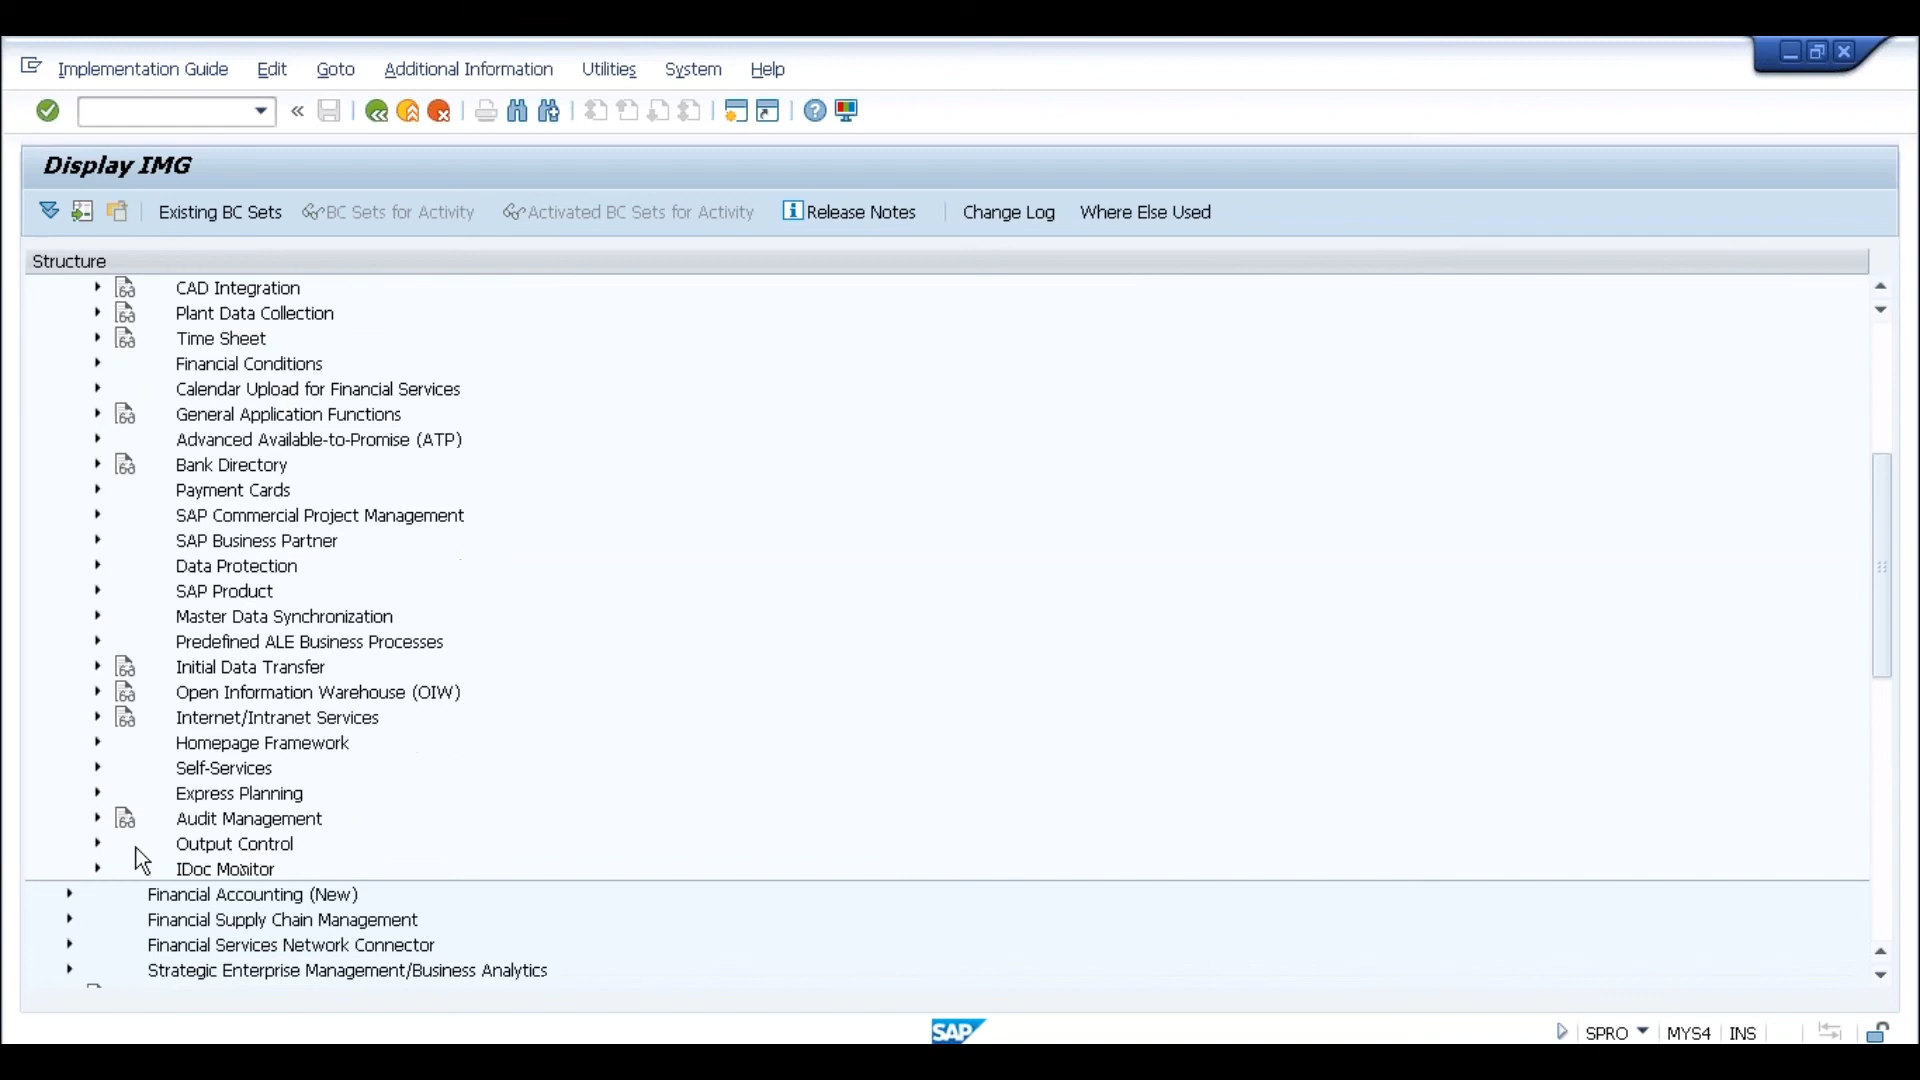 Implementation Guide Edit Goto Additional Information Utilities System Help
Display IMG
Existing BC Sets BC Sets for Activity Activated BC Sets for Activity Release Notes Change Log Where Else Used
Structure
CAD Integration
Plant Data Collection
Time Sheet
Financial Conditions
Calendar Upload for Financial Services
General Application Functions
Advanced Available-to-Promise (ATP)
Bank Directory
Payment Cards
SAP Commercial Project Management
SAP Business Partner
Data Protection
SAP Product
Master Data Synchronization
Predefined ALE Business Processes
Initial Data Transfer
Open Information Warehouse (OIW)
Internet/Intranet Services
Homepage Framework
Self-Services
Express Planning
Audit Management
Output Control
IDoc Monitor
Financial Accounting (New)
Financial Supply Chain Management
Financial Services Network Connector
Strategic Enterprise Management/Business Analytics
SAP SPRO MYS4 INS